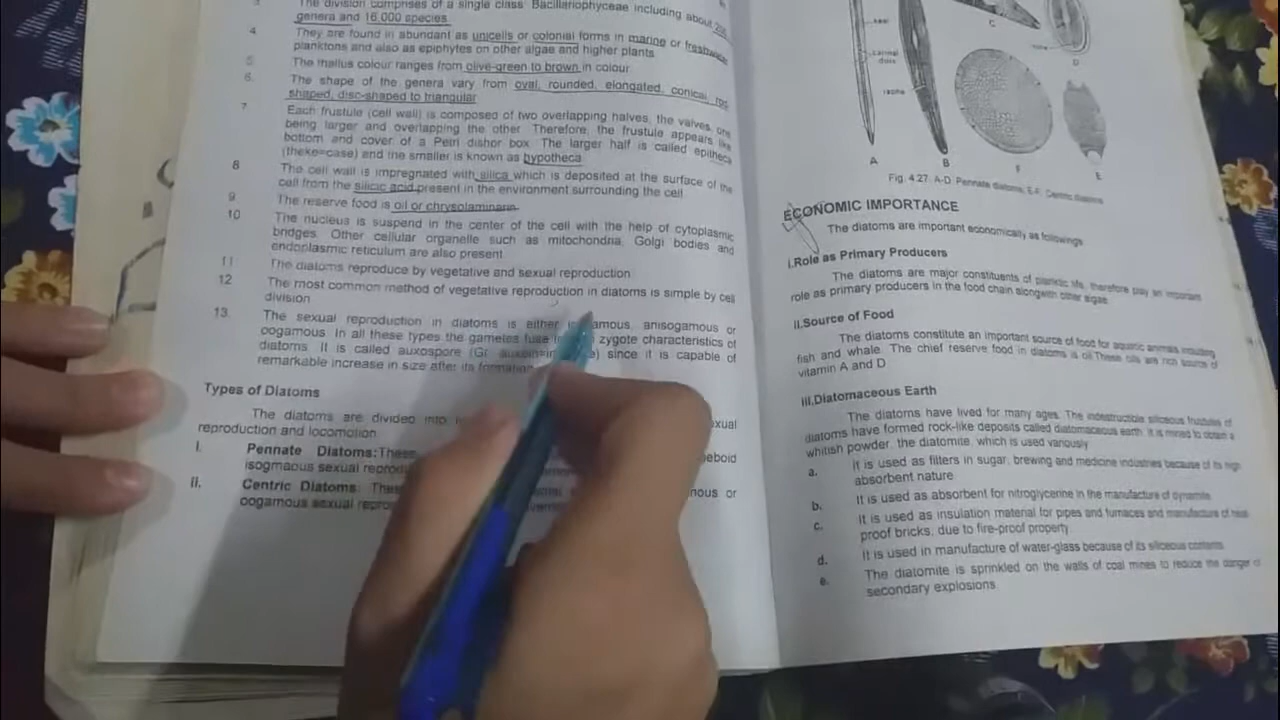 3 The division comprises of a single class Bacillariophyceae including about
genera and 16 000 species
4 They are found in abundant as unicells or colonial forms in marine or freshwater
planktons and also as epiphytes on other algae and higher plants
5 The thallus colour ranges from olive-green to brown in colour
6. The shape of the genera vary from oval, rounded, elongated, conical, rod
shaped, disc-shaped to triangular
7 Each frustule (cell wall) is composed of two overlapping halves, the valves, one
being larger and overlapping the other Therefore, the frustule appears like
bottom and cover of a Petri dishor box The larger half is called epitheca
(theke=case) and the smaller is known as hypotheca
8 The cell wall is impregnated with silica which is deposited at the surface of the
cell from the silicic acid present in the environment surrounding the cell
9 The reserve food is oil or chrysolaminarin
10 The nucleus is suspend in the center of the cell with the help of cytoplasmic
bridges. Other cellular organelle such as mitochondria, Golgi bodies and
endoplasmic reticulum are also present
11 The diatoms reproduce by vegetative and sexual reproduction
12 The most common method of vegetative reproduction in diatoms is simple by cell
division
13. The sexual reproduction in diatoms is either amous, anisogamous or
oogamous. In all these types the gametes fuse zygote characteristics of
diatoms. It is called auxospore (Gr. since it is capable of
remarkable increase in size after its formation
Types of Diatoms
The diatoms are divided into
reproduction and locomotion
I. Pennate Diatoms: These
isogmaous sexual
II. Centric Diatoms: nous or
oogamous sexual
raphe
A
B
C
D
F
E
Fig. 4.27. A-D. Pennate diatoms; E-F. Centric diatoms
ECONOMIC IMPORTANCE
The diatoms are important economically as followings
I.Role as Primary Producers
The diatoms are major constituents of planktic life, therefore play an important
role as primary producers in the food chain alongwith other algae.
II.Source of Food
The diatoms constitute an important source of food for aquatic animals including
fish and whale. The chief reserve food in diatoms is oil.These oils are rich source of
vitamin A and D
III.Diatomaceous Earth
The diatoms have lived for many ages. The indestructible siliceous frustules of
diatoms have formed rock-like deposits called diatomaceous earth. It is mined to obtain a
whitish powder, the diatomite, which is used variously
a. It is used as filters in sugar, brewing and medicine industries because of its high
absorbent nature
b. It is used as absorbent for nitroglycerine in the manufacture of dynamite
c. It is used as insulation material for pipes and furnaces and manufacture of heat
proof bricks, due to fire-proof property
d. It is used in manufacture of water-glass because of its siliceous contents
e. The diatomite is sprinkled on the walls of coal mines to reduce the danger of
secondary explosions